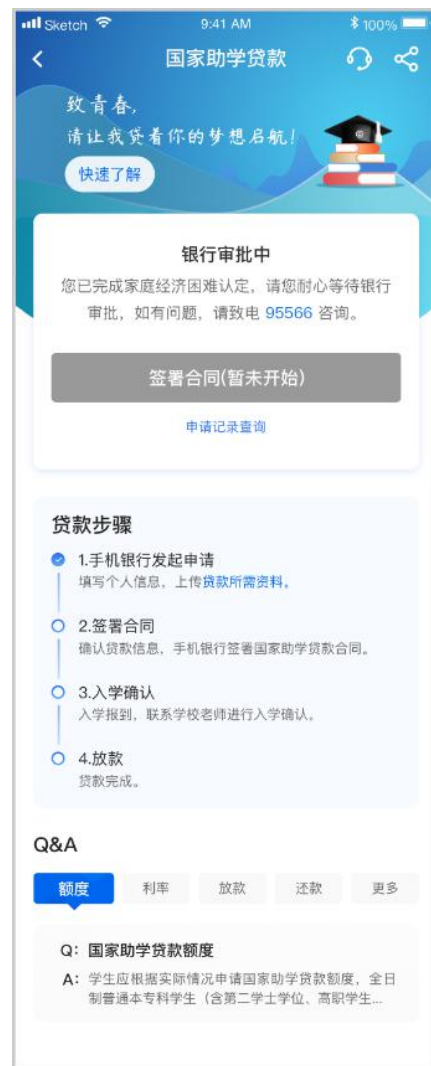 Sketch 9:41 AM 100%
国家助学贷款
致青春,
请让我贷着你的梦想启航!
快速了解
银行审批中
您已完成家庭经济困难认定，请您耐心等待银行
审批，如有问题，请致电 95566 咨询。
签署合同(暂未开始)
申请记录查询
贷款步骤
1.手机银行发起申请
填写个人信息，上传贷款所需资料。
2.签署合同
确认贷款信息，手机银行签署国家助学贷款合同。
3.入学确认
入学报到，联系学校老师进行入学确认。
4.放款
贷款完成。
Q&A
额度 利率 放款 还款 更多
Q: 国家助学贷款额度
A: 学生应根据实际情况申请国家助学贷款额度，全日
制普通本专科学生（含第二学士学位、高职学生...